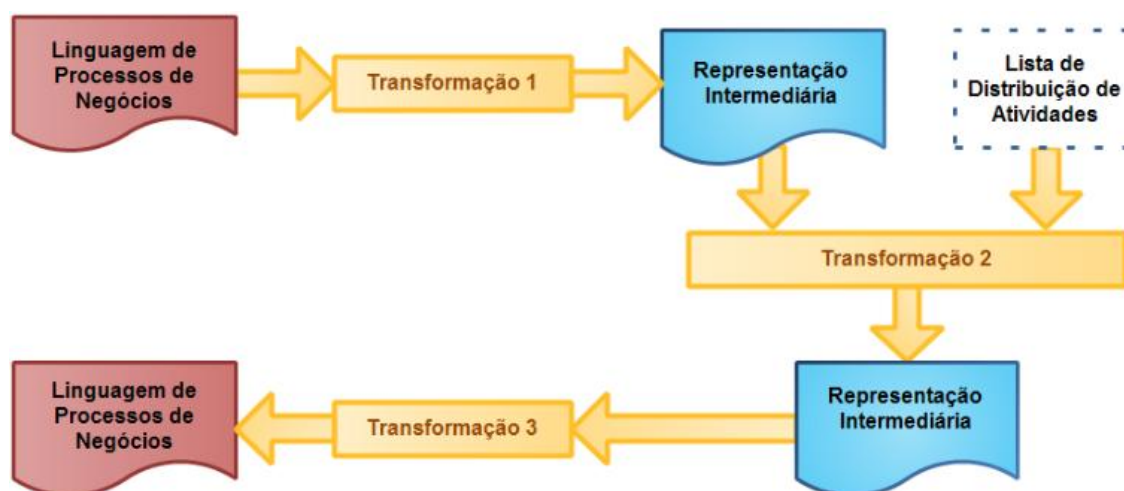 Linguagem de
Processos de
Negócios
Transformação 1
Representação
Intermediária
Lista de
Distribuição de
Atividades
Transformação 2
Linguagem de
Processos de
Negócios
Transformação 3
Representação
Intermediária